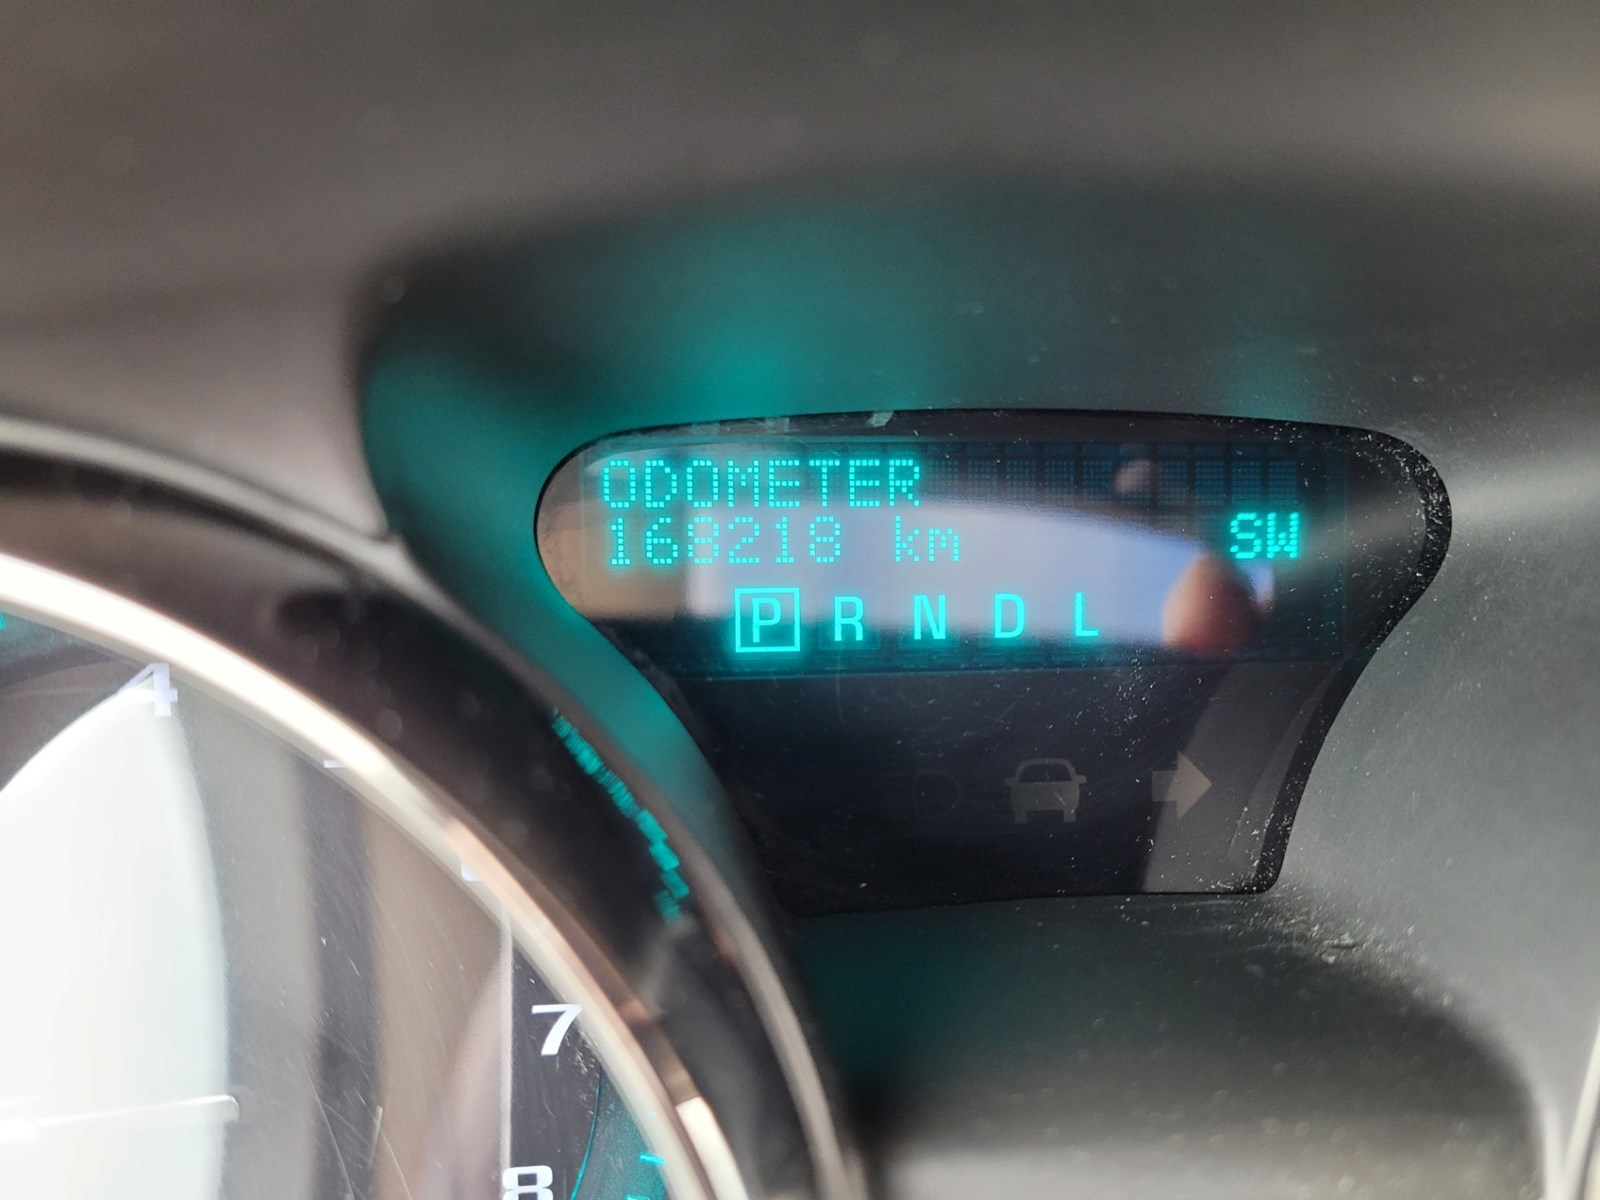 ODOMETER
168218 km SW
P R N D L
4
7
8